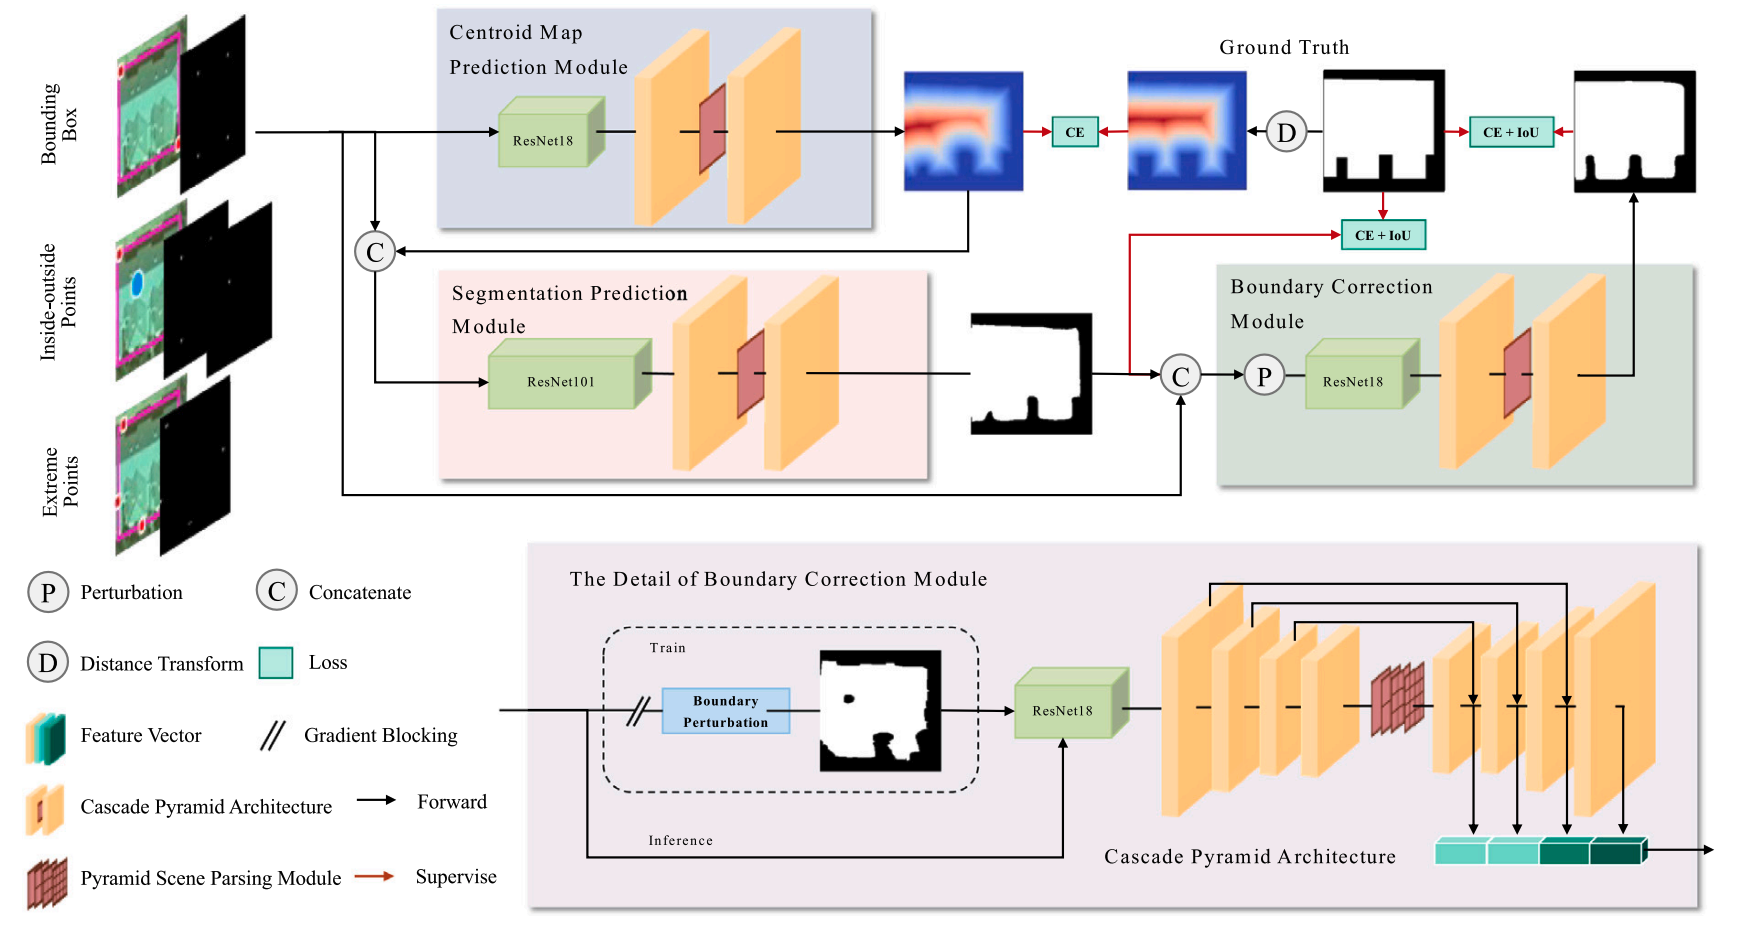 Bounding
Box
Inside-outside
Points
Extreme
Points
Centroid Map
Prediction Module
ResNet18
CE
Ground Truth
D
CE + IoU
CE + IoU
C
Segmentation Prediction
Module
ResNet101
C
P
Boundary Correction
Module
ResNet18
P
Perturbation
C
Concatenate
D
Distance Transform
Loss
Feature Vector
Gradient Blocking
Cascade Pyramid Architecture
Forward
Pyramid Scene Parsing Module
Supervise
The Detail of Boundary Correction Module
Train
Boundary
Perturbation
ResNet18
Inference
Cascade Pyramid Architecture